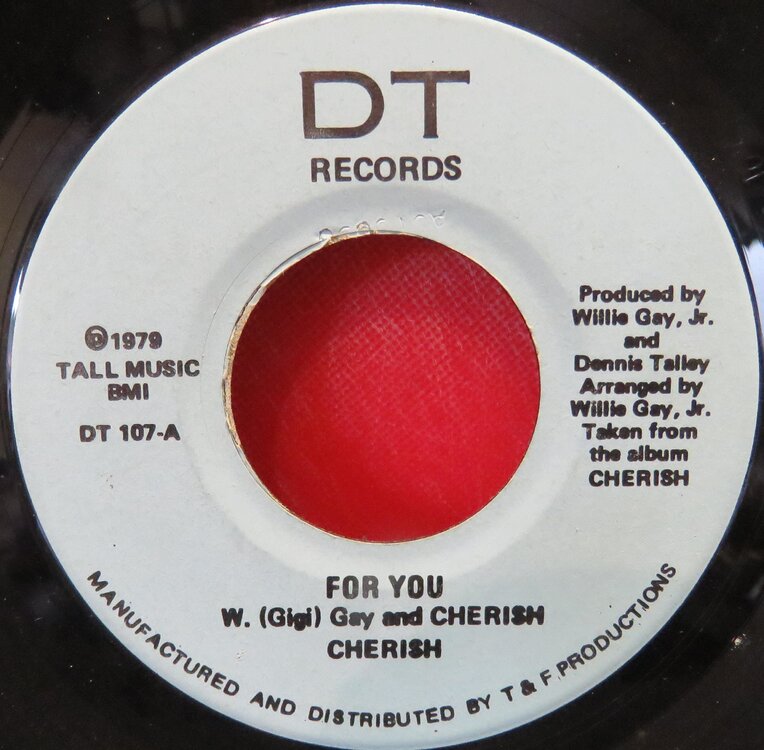 DT
RECORDS
℗1979
TALL MUSIC
BMI
DT 107-A
Produced by
Willie Gay, Jr.
and
Dennis Talley
Arranged by
Willie Gay, Jr.
Taken from
the album
CHERISH
FOR YOU
W. (Gigi) Gay and CHERISH
CHERISH
MANUFACTURED AND DISTRIBUTED BY T & F PRODUCTIONS